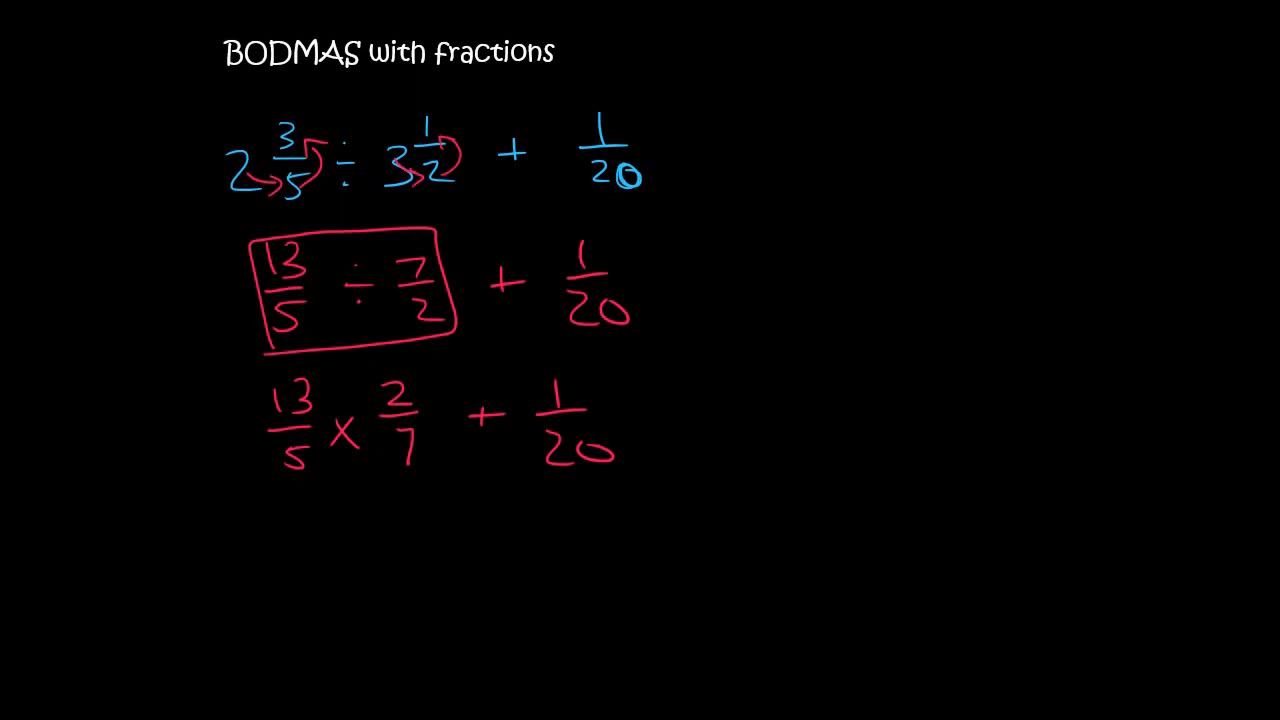 BODMAS with fractions
2 3/5 ÷ 3 1/2 + 1/20
13/5 ÷ 7/2 + 1/20
13/5 × 2/7 + 1/20